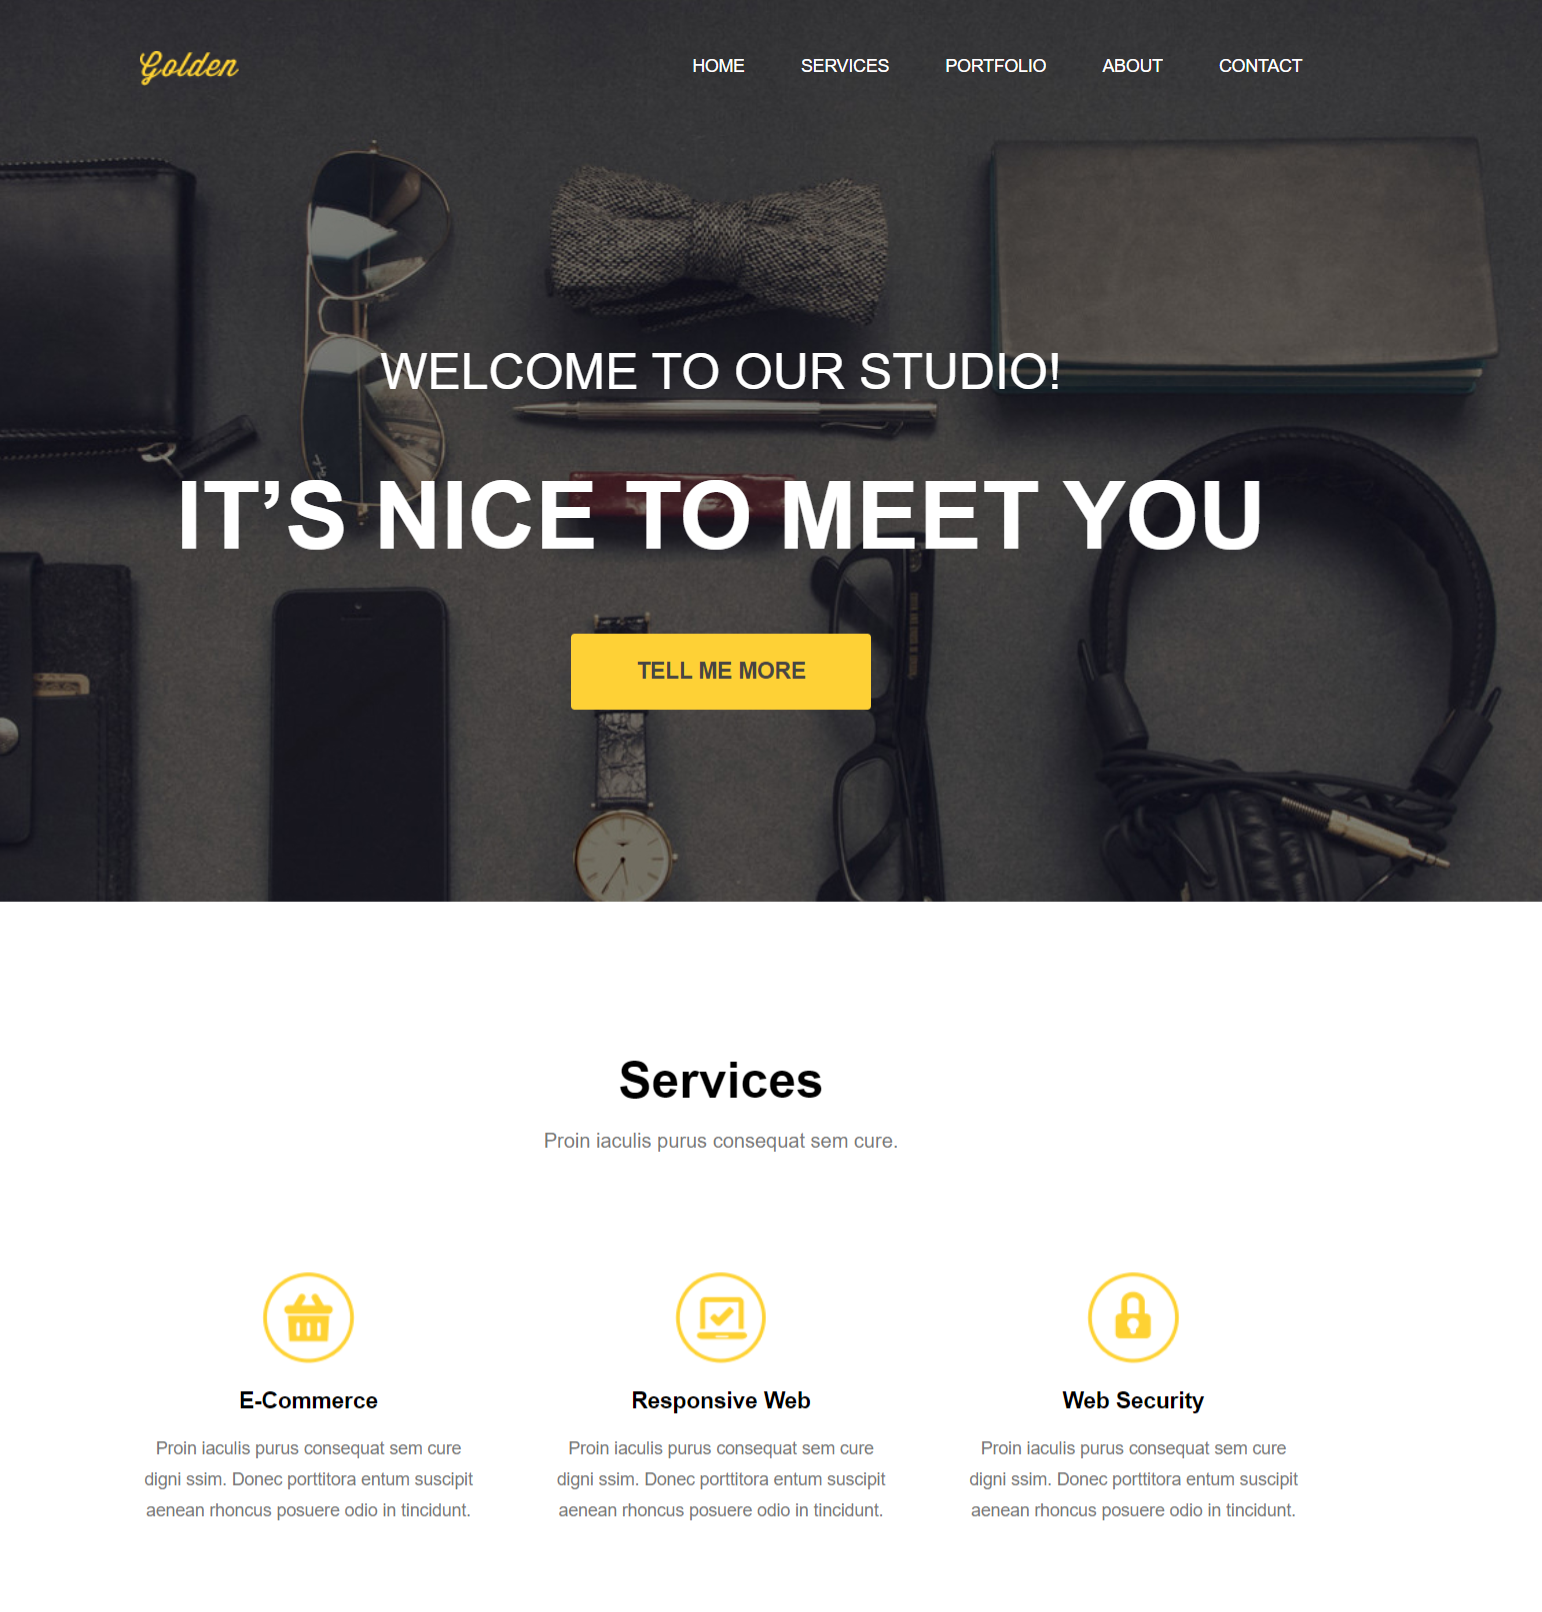 Golden
HOME SERVICES PORTFOLIO ABOUT CONTACT
WELCOME TO OUR STUDIO!
IT’S NICE TO MEET YOU
TELL ME MORE
Services
Proin iaculis purus consequat sem cure.
E-Commerce
Proin iaculis purus consequat sem cure
digni ssim. Donec porttitora entum suscipit
aenean rhoncus posuere odio in tincidunt.
Responsive Web
Proin iaculis purus consequat sem cure
digni ssim. Donec porttitora entum suscipit
aenean rhoncus posuere odio in tincidunt.
Web Security
Proin iaculis purus consequat sem cure
digni ssim. Donec porttitora entum suscipit
aenean rhoncus posuere odio in tincidunt.